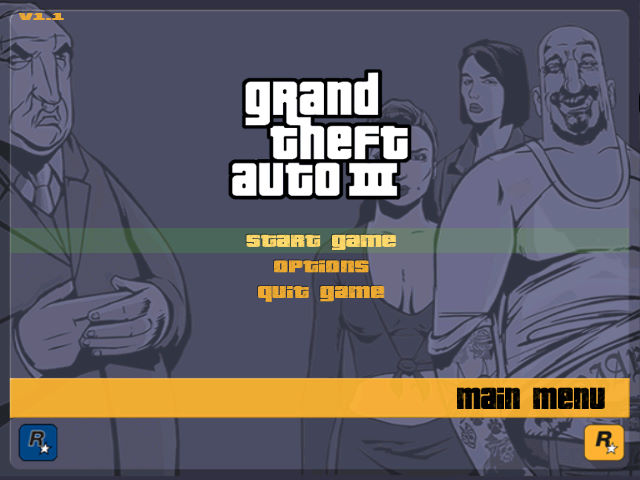 v1.1
grand
theft
auto III
start game
options
quit game
main menu
R
R